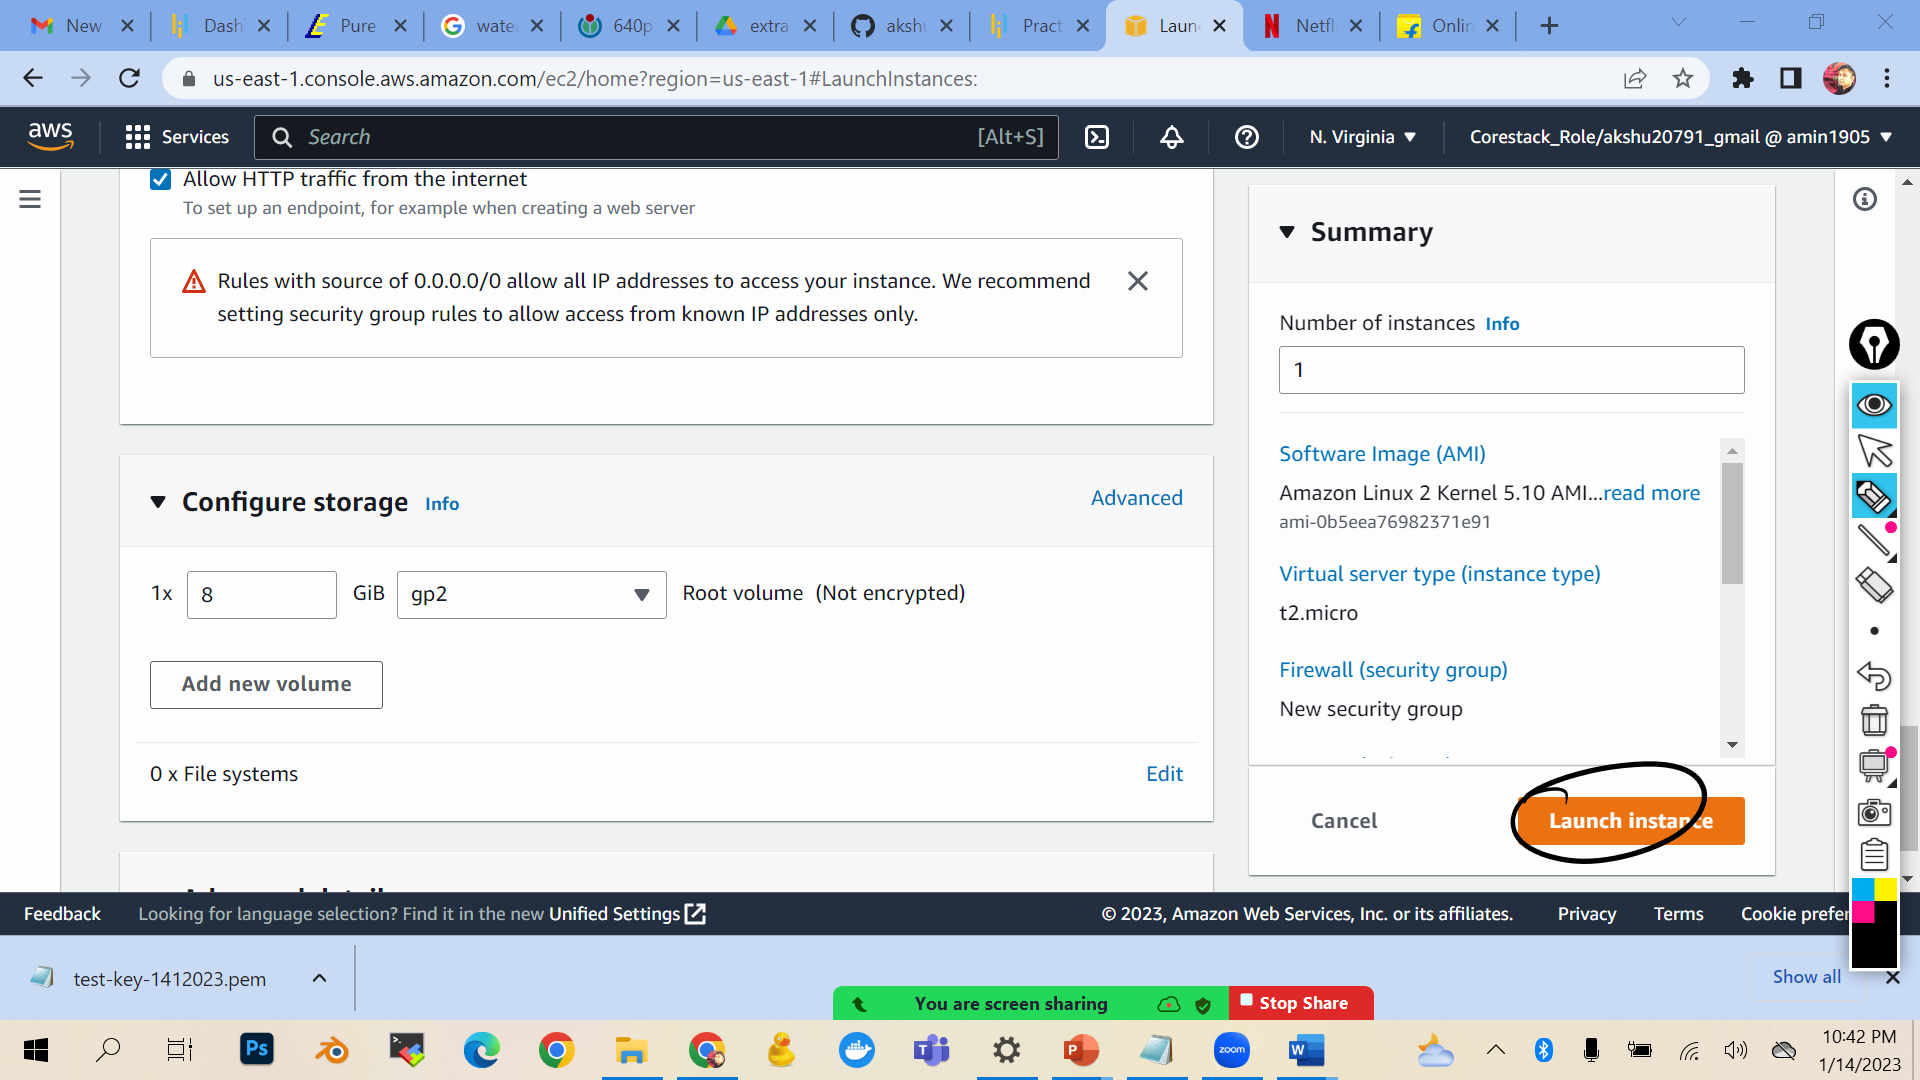 New
Dash
Pure
wate
640p
extra
akshu
Pract
Laun
Netfl
Onlin
us-east-1.console.aws.amazon.com/ec2/home?region=us-east-1#LaunchInstances:
aws
Services
Search
[Alt+S]
N. Virginia
Corestack_Role/akshu20791_gmail @ amin1905
Allow HTTP traffic from the internet
To set up an endpoint, for example when creating a web server
Rules with source of 0.0.0.0/0 allow all IP addresses to access your instance. We recommend
setting security group rules to allow access from known IP addresses only.
Configure storage Info
Advanced
1x 8 GiB gp2 Root volume (Not encrypted)
Add new volume
0 x File systems
Edit
Summary
Number of instances Info
1
Software Image (AMI)
Amazon Linux 2 Kernel 5.10 AMI...read more
ami-0b5eea76982371e91
Virtual server type (instance type)
t2.micro
Firewall (security group)
New security group
Cancel
Launch instance
Feedback
Looking for language selection? Find it in the new Unified Settings
© 2023, Amazon Web Services, Inc. or its affiliates.
Privacy
Terms
Cookie prefer
test-key-1412023.pem
Show all
You are screen sharing
Stop Share
Ps
zoom
10:42 PM
1/14/2023